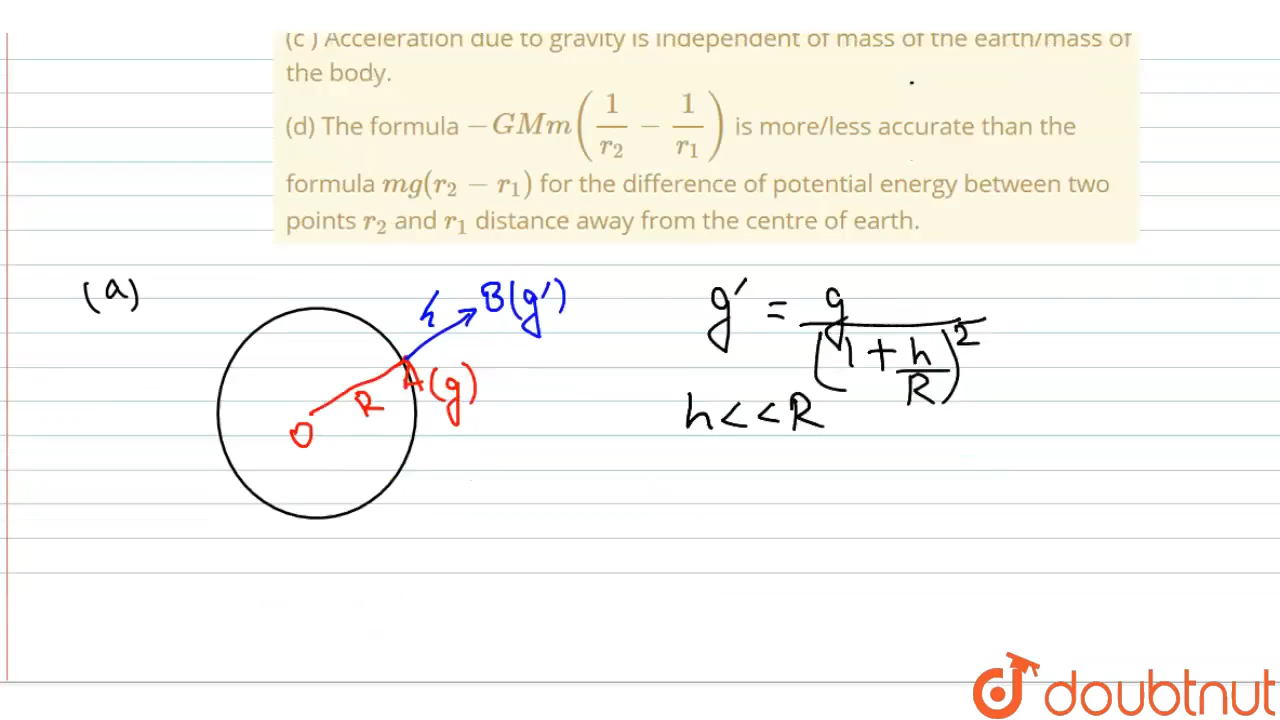 (c ) Acceleration due to gravity is independent of mass of the earth/mass of
the body.
(d) The formula −GMm(1/r₂ − 1/r₁) is more/less accurate than the
formula mg(r₂ − r₁) for the difference of potential energy between two
points r₂ and r₁ distance away from the centre of earth.
(a)
h B(g′)
A(g)
R
O
g′ = g/(1 + h/R)²
h<<R
doubtnut